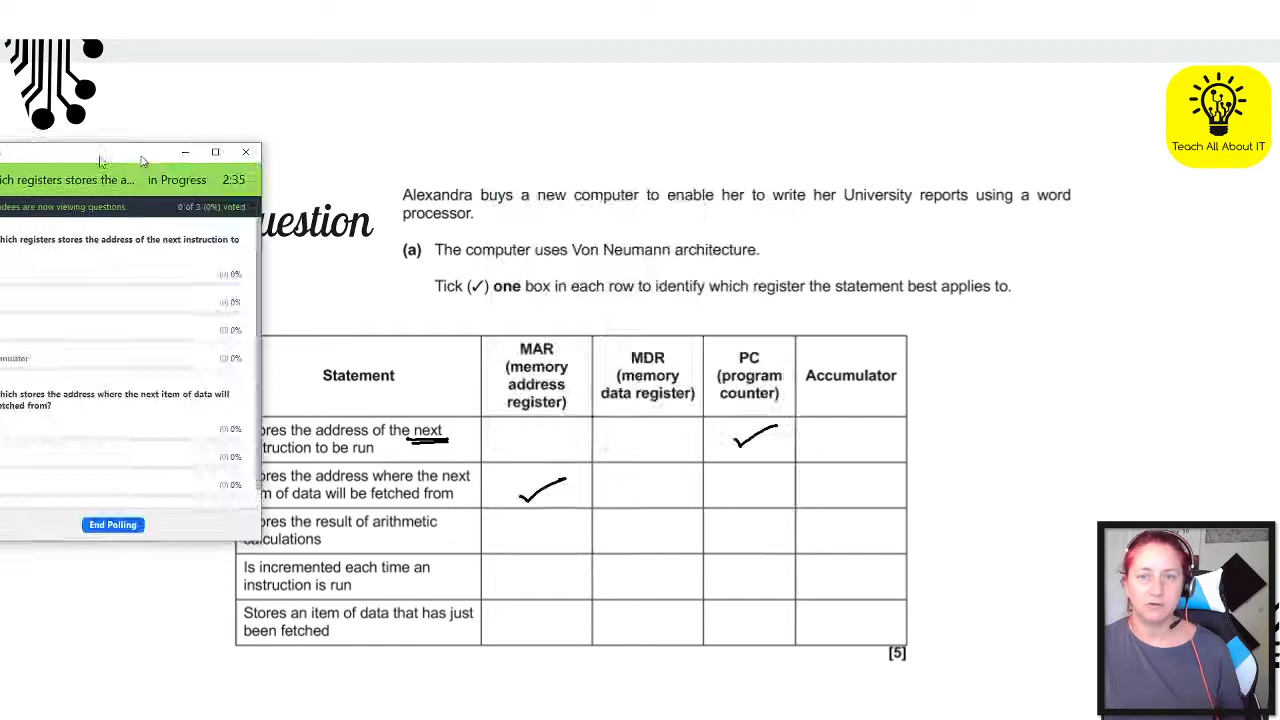 Teach All About IT
hich registers stores the a... in Progress 2:35
dees are now viewing questions. 0 of 3 (0%) voted
hich registers stores the address of the next instruction to
(0) 0%
(0) 0%
(0) 0%
mulator (0) 0%
hich stores the address where the next item of data will
etched from?
(0) 0%
(0) 0%
(0) 0%
End Polling
uestion
Alexandra buys a new computer to enable her to write her University reports using a word
processor.
(a) The computer uses Von Neumann architecture.
Tick (✓) one box in each row to identify which register the statement best applies to.
Statement
MAR
(memory
address
register)
MDR
(memory
data register)
PC
(program
counter)
Accumulator
ores the address of the next
struction to be run
✓
ores the address where the next
m of data will be fetched from
✓
ores the result of arithmetic
calculations
Is incremented each time an
instruction is run
Stores an item of data that has just
been fetched
[5]